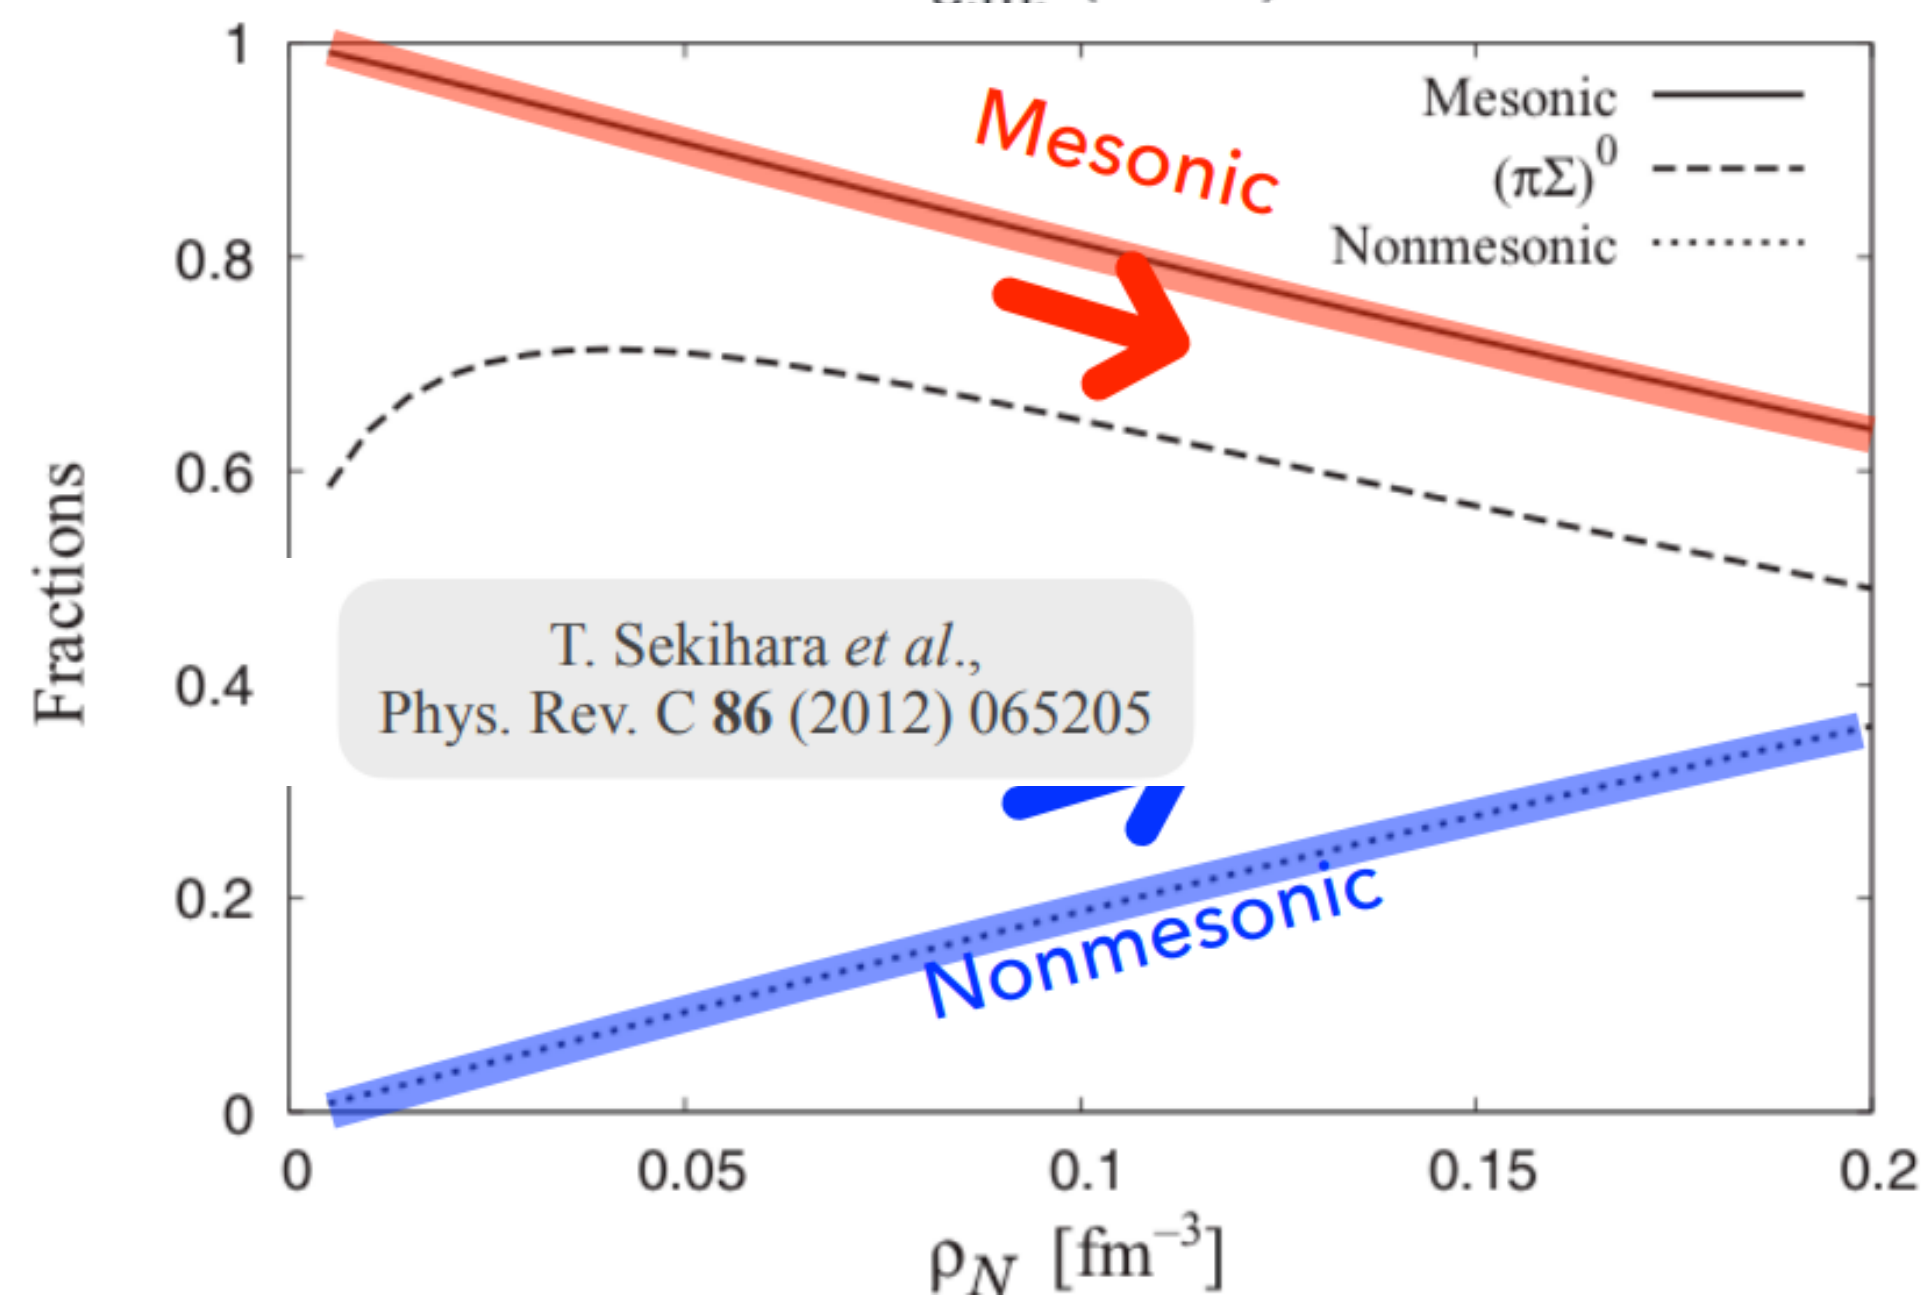 1
Mesonic
Mesonic
(πΣ)⁰
Nonmesonic
0.8
0.6
Fractions
T. Sekihara et al.,
Phys. Rev. C 86 (2012) 065205
0.4
0.2
Nonmesonic
0
0 0.05 0.1 0.15 0.2
ρN [fm⁻³]